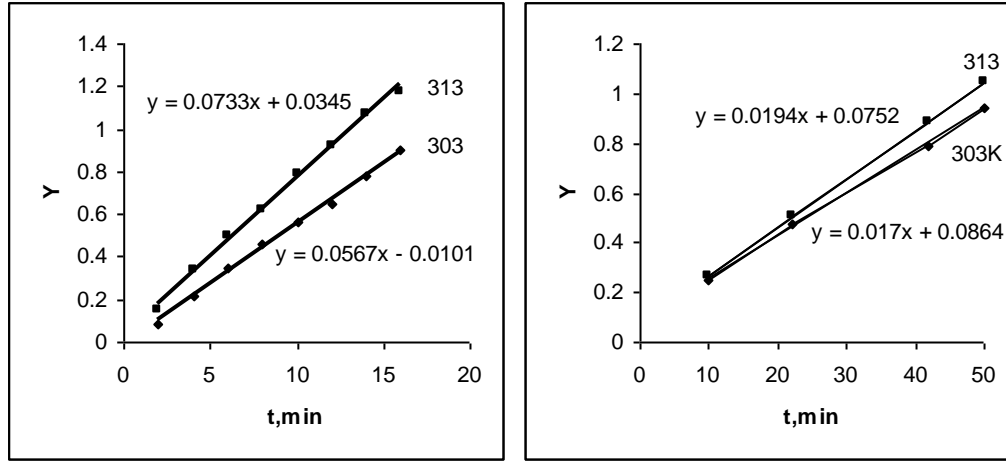 1.4
1.2
1
0.8
0.6
0.4
0.2
0
Y
y = 0.0733x + 0.0345
313
303
y = 0.0567x - 0.0101
0 5 10 15 20
t,min
1.2
1
0.8
0.6
0.4
0.2
0
Y
313
y = 0.0194x + 0.0752
303K
y = 0.017x + 0.0864
0 10 20 30 40 50
t,min